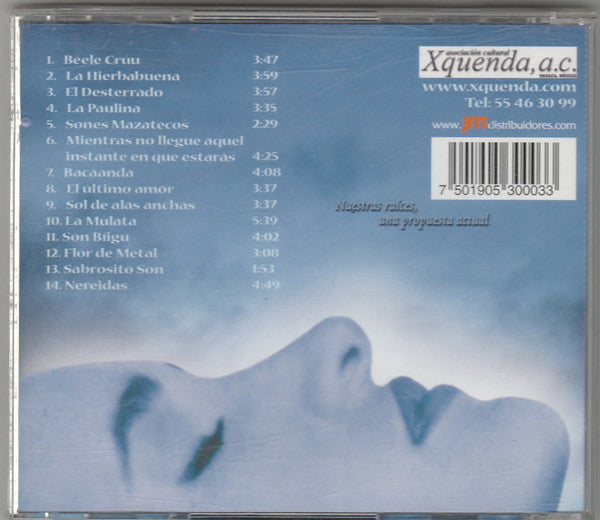 1. Béele Cruu 3:47
2. La Hierbabuena 3:59
3. El Desterrado 3:57
4. La Paulina 3:35
5. Sones Mazatecos 2:29
6. Mientras no llegue aquel
instante en que estarás 4:25
7. Bacaanda 4:08
8. El ultimo amor 3:37
9. Sol de alas anchas 3:37
10. La Mulata 5:39
11. Son Biigu 4:02
12. Flor de Metal 3:08
13. Sabrosito Son 1:53
14. Nereidas 4:49
asociación cultural
Xquenda, a.c.
OAXACA, MÉXICO
www.xquenda.com
Tel: 55 46 30 99
www.jmdistribuidores.com
7 501905 300033
Nuestras raíces,
una propuesta actual